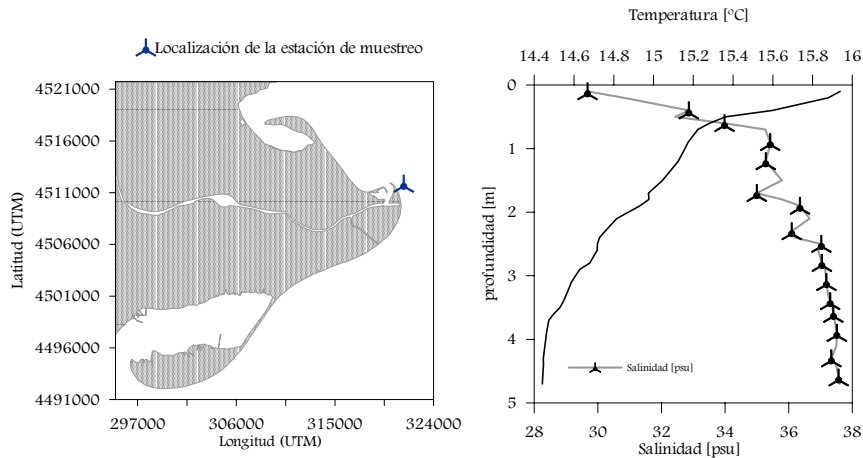 Localización de la estación de muestreo
4521000
4516000
4511000
4506000
4501000
4496000
4491000
Latitud (UTM)
297000 306000 315000 324000
Longitud (UTM)
Temperatura [ºC]
14.4 14.6 14.8 15 15.2 15.4 15.6 15.8 16
0
1
2
3
4
5
profundidad [m]
Salinidad [psu]
28 30 32 34 36 38
Salinidad [psu]